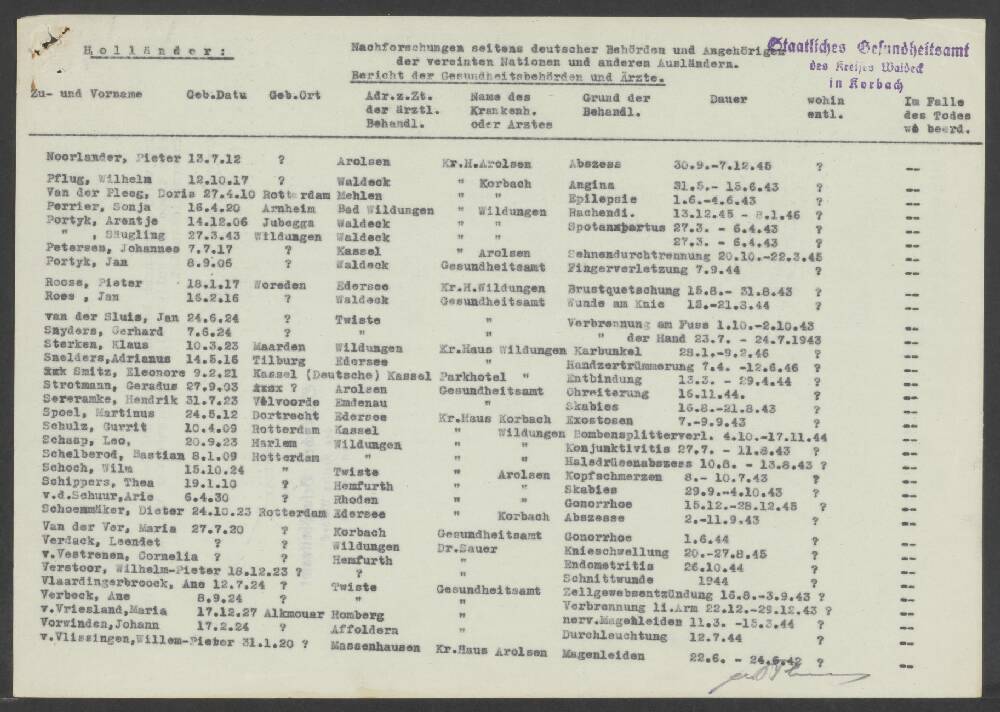 Holländer: Nachforschungen seitens deutscher Behörden und Angehörigen
der vereinten Nationen und anderen Ausländern.
Bericht der Gesundheitsbehörden und Ärzte.
Staatliches Gesundheitsamt
des Kreises Waldeck
in Korbach
Zu- und Vorname Geb.Datu Geb.Ort Adr.z.Zt. Name des Grund der Dauer wohin Im Falle
der ärztl. Krankenh. Behandl. entl. des Todes
Behandl. oder Arztes wo beerd.
Noorlander, Pieter 13.7.12 ? Arolsen Kr.H.Arolsen Abszess 30.9.-7.12.45 ? --
Pflug, Wilhelm 12.10.17 ? Waldeck " Korbach Angina 31.5.- 15.6.43 ? --
Van der Pleeg, Doris 27.4.10 Rotterdam Mehlen " " Epilepsie 1.6.-4.6.43 ? --
Perrier, Sonja 16.4.20 Arnheim Bad Wildungen " Wildungen Rachendi. 13.12.45 - 8.1.46 ? --
Portyk, Arentje 14.12.06 Jubegga Waldeck " " Spotanxpartus 27.3. - 6.4.43 ? --
" , Säugling 27.3.43 Wildungen Waldeck " " 27.3. - 6.4.43 ? --
Petersen, Johannes 7.7.17 ? Kassel " Arolsen Sehnendurchtrennung 20.10.-22.3.45 ? --
Portyk, Jan 8.9.06 ? Waldeck Gesundheitsamt Fingerverletzung 7.9.44 ? --
Roose, Pieter 18.1.17 Woreden Edersee Kr.H.Wildungen Brustquetschung 15.8.- 31.8.43 ? --
Roes , Jan 15.2.16 ? Waldeck Gesundheitsamt Wunde am Knie 15.-21.3.44 ? --
van der Sluis, Jan 24.6.24 ? Twiste " Verbrennung am Fuss 1.10.-2.10.43 --
Snyders, Gerhard 7.6.24 ? " " der Hand 23.7. - 24.7.1943 --
Sterken, Klaus 10.3.23 Maarden Wildungen Kr.Haus Wildungen Karbunkel 28.1.-9.2.46 ? --
Snelders,Adrianus 14.5.16 Tilburg Edersee " Handzertrümmerung 7.4. -12.6.46 ? --
xxx Smitz, Eleonore 9.2.21 Kassel (Deutsche) Kassel Parkhotel " Entbindung 13.3. - 29.4.44 ? --
Strotmann, Geradus 27.9.03 ? Arolsen Gesundheitsamt Ohreiterung 16.11.44. ? --
Sereramke, Hendrik 31.7.23 Vélvoorde Emdenau " Skabies 16.8.-21.8.43 ? --
Spoel, Martinus 24.5.12 Dortrecht Edersee Kr.Haus Korbach Exostosen 7.-9.9.43 ? --
Schulz, Guvrit 10.4.09 Rotterdam Kassel " Wildungen Bombensplitterverl. 4.10.-17.11.44 --
Schaap, Leo, 20.9.23 Harlem Wildungen " " Konjunktivitis 27.7. - 11.8.43 ? --
Schelberod, Bastian 8.1.09 Rotterdam " " " Halsdrüsenabszess 10.8. - 13.8.43 ? --
Schoch, Wilm 15.10.24 " Twiste " Arolsen Kopfschmerzen 8.- 10.7.43 ? --
Schippers, Thea 19.1.10 ? Hemfurth " " Skabies 29.9.-4.10.43 ? --
v.d.Schuur,Arie 6.4.30 ? Rhoden " " Gonorrhoe 15.12.-28.12.45 ? --
Schoemmäker, Dieter 24.10.23 Rotterdam Edersee " Korbach Abszesse 2.-11.9.43 ? --
Van der Ver, Maria 27.7.20 ? Korbach Gesundheitsamt Gonorrhoe 1.6.44 ? --
Verdack, Leendet ? ? Wildungen Dr.Sauer Knieschwellung 20.-27.8.45 ? --
v.Vestrenen, Cornelia ? ? Hemfurth " Endometritis 26.10.44 ? --
Verstoor, Wilhelm-Pieter 18.12.23 ? ? " Schnittwunde 1944 ? --
Vlaardingerbroock, Ane 12.7.24 ? Twiste Gesundheitsamt Zellgewebsentzündung 16.8.-3.9.43 ? --
Verbock, Ane 8.9.24 ? " " Verbrennung li.Arm 22.12.-29.12.43 ? --
v.Vriesland,Maria 17.12.27 Alkmouar Homberg " nerv.Magenleiden 11.3. -15.3.44 ? --
Vorwinden,Johann 17.2.24 ? Affoldern " Durchleuchtung 12.7.44 ? --
v.Vlissingen,Willem-Pieter 31.1.20 ? Massenhausen Kr.Haus Arolsen Magenleiden 22.6. - 24.6.42 ? --